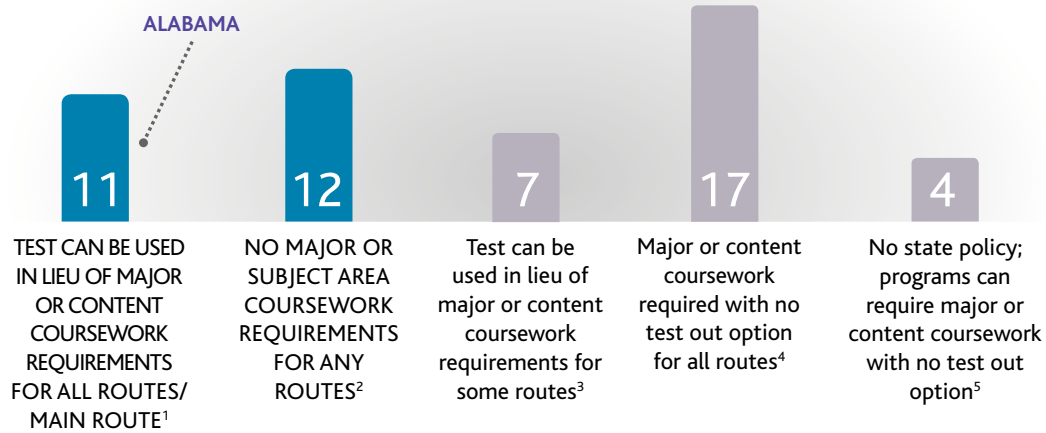 ALABAMA
11
12
7
17
4
TEST CAN BE USED
IN LIEU OF MAJOR
OR CONTENT
COURSEWORK
REQUIREMENTS
FOR ALL ROUTES/
MAIN ROUTE¹
NO MAJOR OR
SUBJECT AREA
COURSEWORK
REQUIREMENTS
FOR ANY
ROUTES²
Test can be
used in lieu of
major or content
coursework
requirements for
some routes³
Major or content
coursework
required with no
test out option
for all routes⁴
No state policy;
programs can
require major or
content coursework
with no test out
option⁵